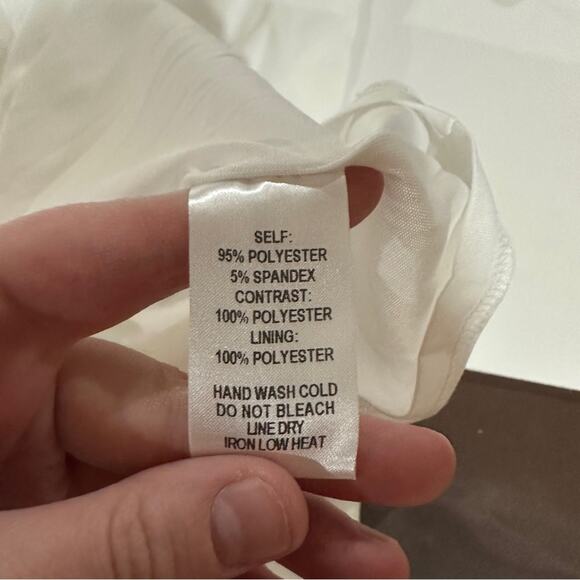 SELF:
95% POLYESTER
5% SPANDEX
CONTRAST:
100% POLYESTER
LINING:
100% POLYESTER
HAND WASH COLD
DO NOT BLEACH
LINE DRY
IRON LOW HEAT